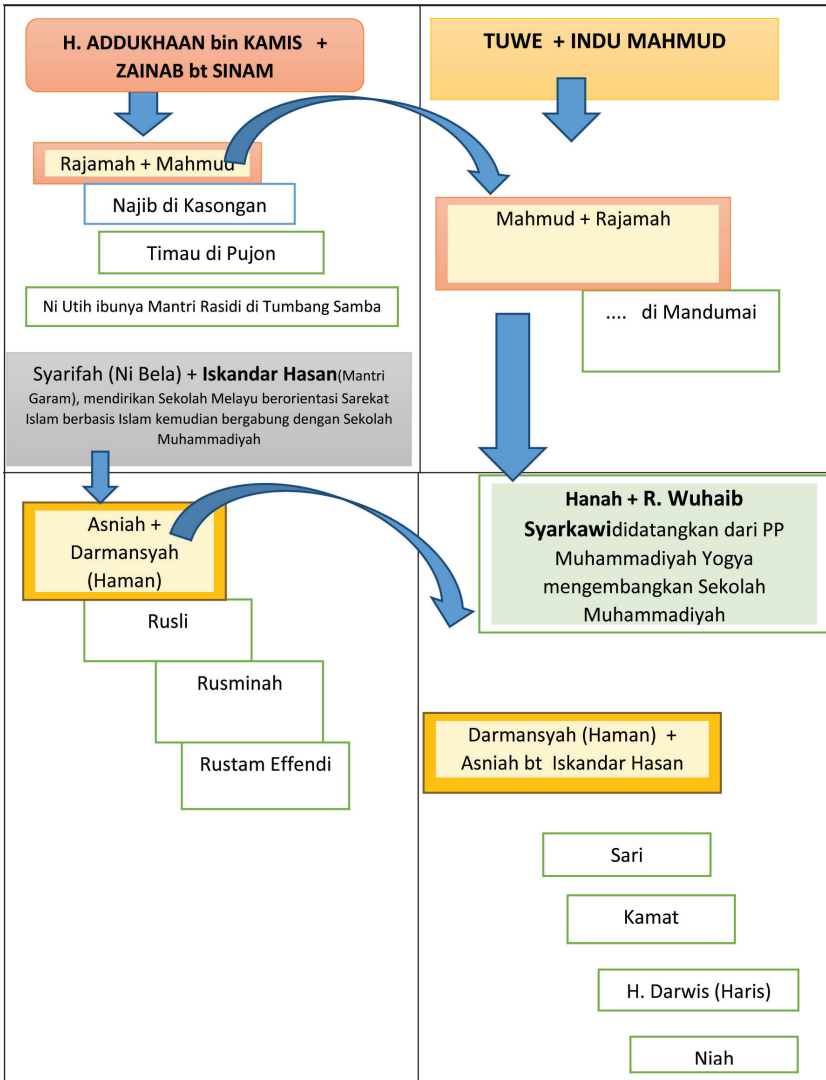 H. ADDUKHAAN bin KAMIS +
ZAINAB bt SINAM
Rajamah + Mahmud
Najib di Kasongan
Timau di Pujon
Ni Utih ibunya Mantri Rasidi di Tumbang Samba
Syarifah (Ni Bela) + Iskandar Hasan(Mantri
Garam), mendirikan Sekolah Melayu berorientasi Sarekat
Islam berbasis Islam kemudian bergabung dengan Sekolah
Muhammadiyah
TUWE + INDU MAHMUD
Mahmud + Rajamah
.... di Mandumai
Asniah +
Darmansyah
(Haman)
Rusli
Rusminah
Rustam Effendi
Hanah + R. Wuhaib
Syarkawididatangkan dari PP
Muhammadiyah Yogya
mengembangkan Sekolah
Muhammadiyah
Darmansyah (Haman) +
Asniah bt Iskandar Hasan
Sari
Kamat
H. Darwis (Haris)
Niah